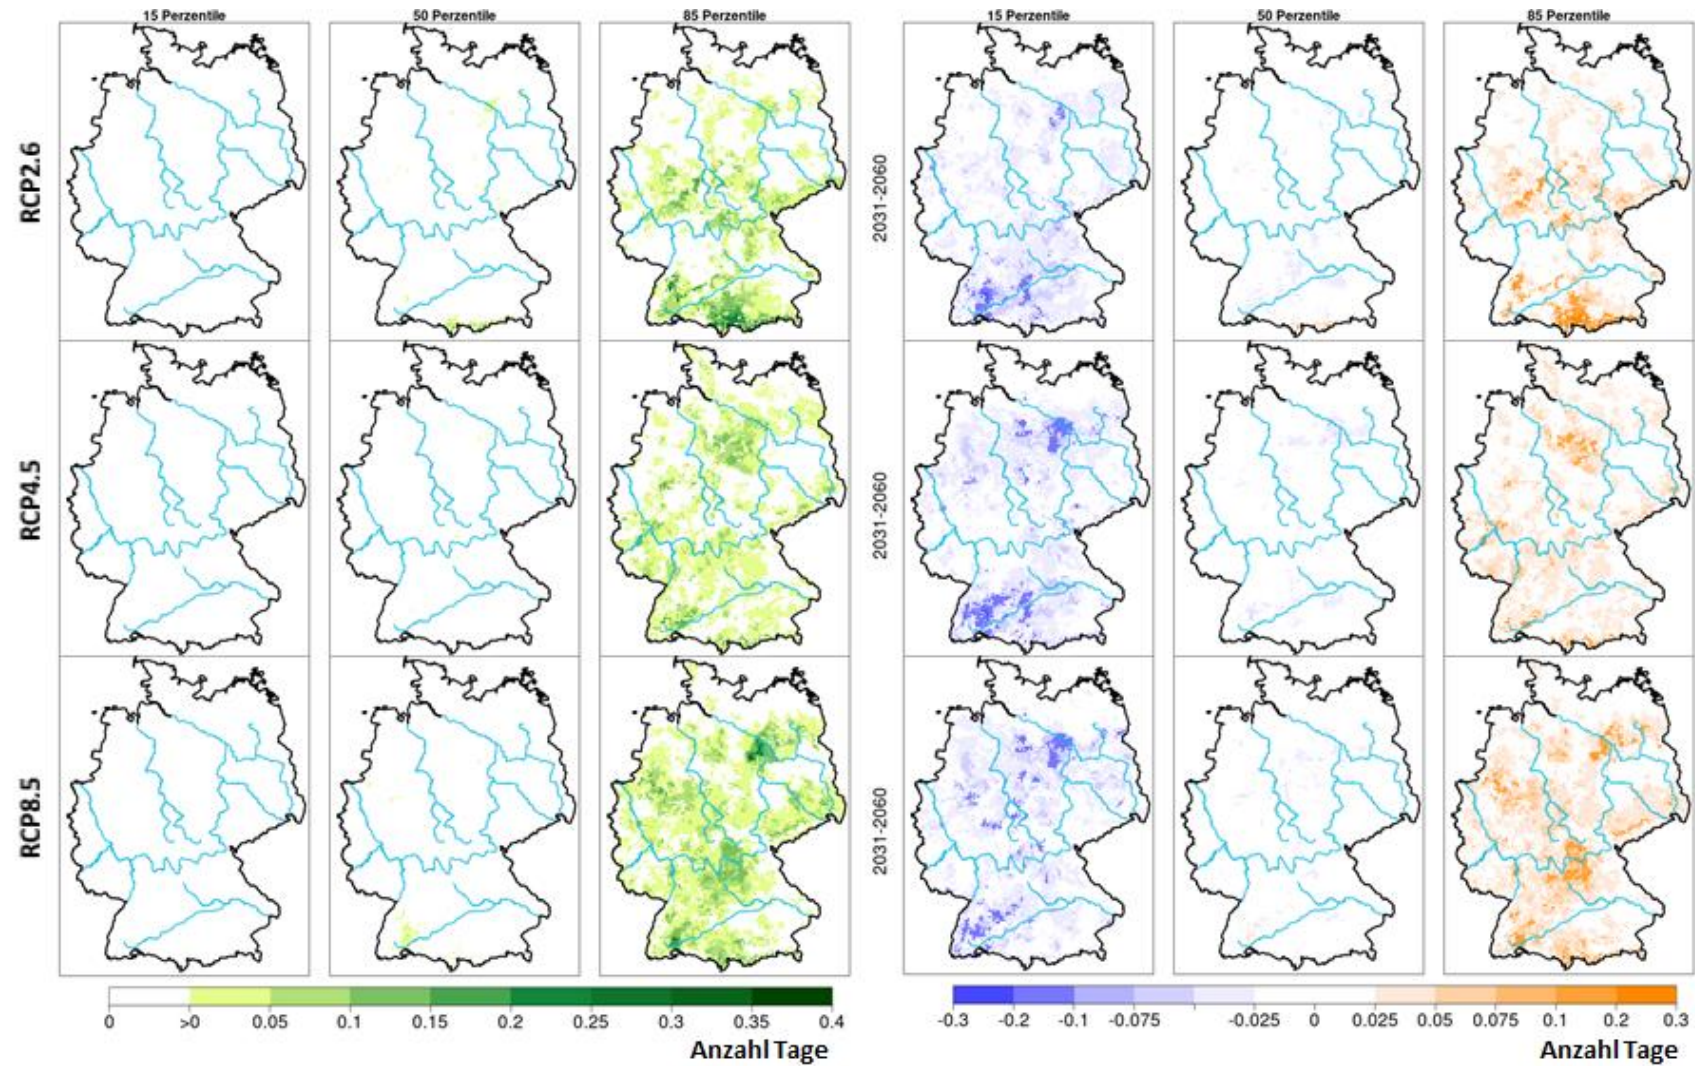 15 Perzentile 50 Perzentile 85 Perzentile 15 Perzentile 50 Perzentile 85 Perzentile
RCP2.6
2031-2060
RCP4.5
2031-2060
RCP8.5
2031-2060
0 >0 0.05 0.1 0.15 0.2 0.25 0.3 0.35 0.4
-0.3 -0.2 -0.1 -0.075 -0.025 0 0.025 0.05 0.075 0.1 0.2 0.3
Anzahl Tage
Anzahl Tage